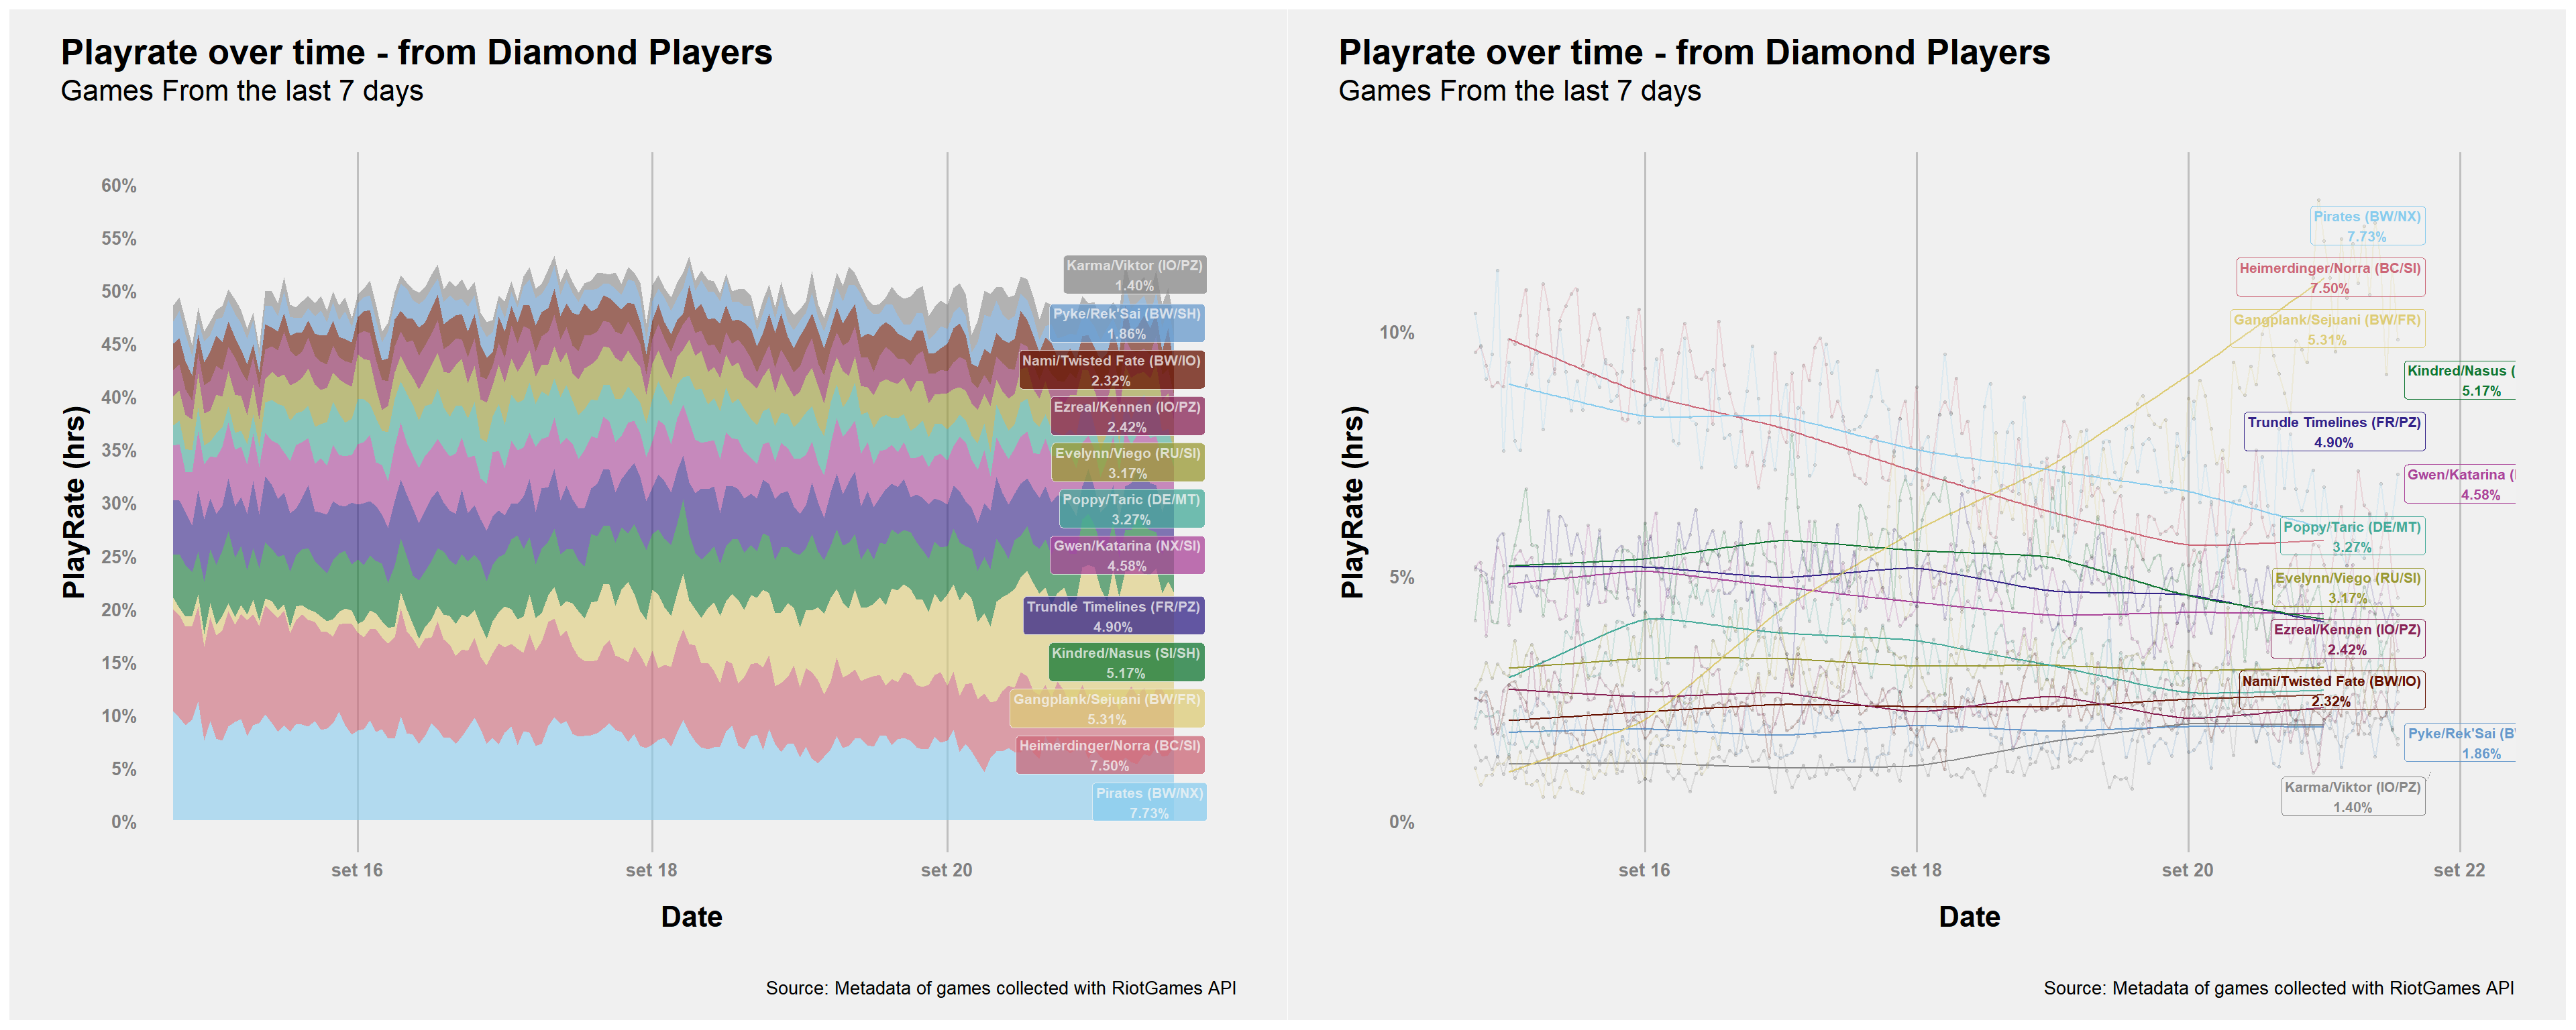 Playrate over time - from Diamond Players
Games From the last 7 days
PlayRate (hrs)
60%
55%
50%
45%
40%
35%
30%
25%
20%
15%
10%
5%
0%
Karma/Viktor (IO/PZ)
1.40%
Pyke/Rek'Sai (BW/SH)
1.86%
Nami/Twisted Fate (BW/IO)
2.32%
Ezreal/Kennen (IO/PZ)
2.42%
Evelynn/Viego (RU/SI)
3.17%
Poppy/Taric (DE/MT)
3.27%
Gwen/Katarina (NX/SI)
4.58%
Trundle Timelines (FR/PZ)
4.90%
Kindred/Nasus (SI/SH)
5.17%
Gangplank/Sejuani (BW/FR)
5.31%
Heimerdinger/Norra (BC/SI)
7.50%
Pirates (BW/NX)
7.73%
set 16
set 18
set 20
Date
Source: Metadata of games collected with RiotGames API
Playrate over time - from Diamond Players
Games From the last 7 days
PlayRate (hrs)
10%
5%
0%
Pirates (BW/NX)
7.73%
Heimerdinger/Norra (BC/SI)
7.50%
Gangplank/Sejuani (BW/FR)
5.31%
Kindred/Nasus (
5.17%
Trundle Timelines (FR/PZ)
4.90%
Gwen/Katarina (
4.58%
Poppy/Taric (DE/MT)
3.27%
Evelynn/Viego (RU/SI)
3.17%
Ezreal/Kennen (IO/PZ)
2.42%
Nami/Twisted Fate (BW/IO)
2.32%
Pyke/Rek'Sai (B
1.86%
Karma/Viktor (IO/PZ)
1.40%
set 16
set 18
set 20
set 22
Date
Source: Metadata of games collected with RiotGames API